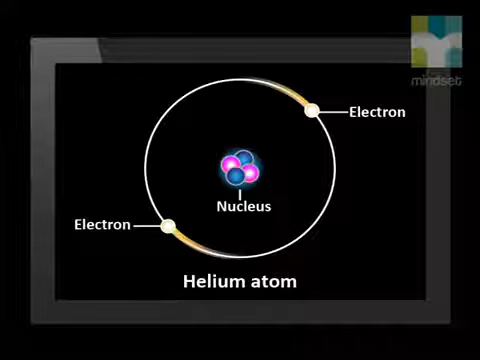 mindset
Electron
Nucleus
Electron
Helium atom